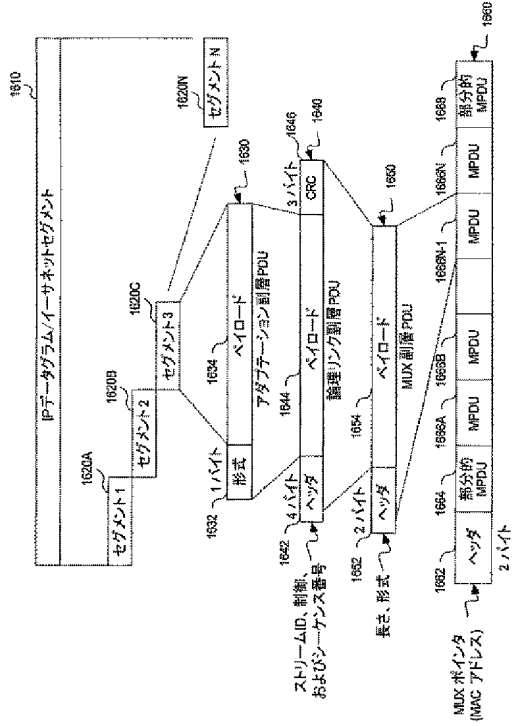 1610
IPデータグラム/イーサネットセグメント
1620A
セグメント1
1620B
セグメント2
1620C
セグメント3
1620N
セグメントN
1632
1バイト
形式
1634
ペイロード
1630
アダプテーション副層PDU
1642
4バイト
ヘッダ
1644
ペイロード
3バイト
1646
CRC
1640
論理リンク副層PDU
ストリームID、制御、
およびシーケンス番号
1652
2バイト
ヘッダ
1654
ペイロード
1650
MUX副層PDU
長さ、形式
1662
ヘッダ
2バイト
1664
部分的
MPDU
1666A
MPDU
1666B
MPDU
1666N-1
MPDU
1666N
MPDU
1668
部分的
MPDU
1660
MUXポインタ
(MACアドレス)